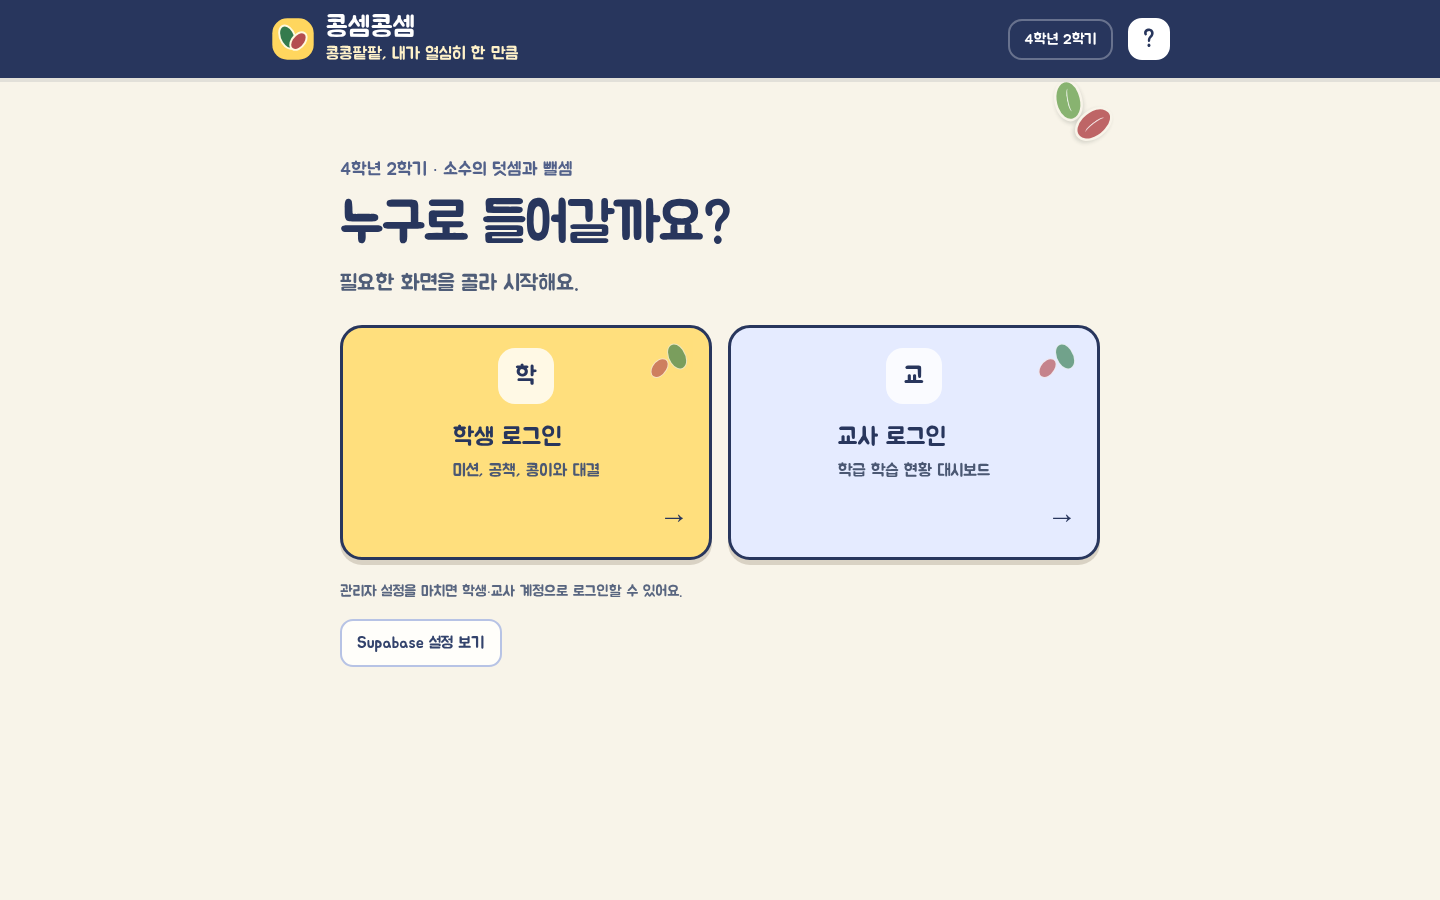 콩셈콩셈
콩콩팥팥, 내가 열심히 한 만큼
4학년 2학기
?
4학년 2학기 · 소수의 덧셈과 뺄셈
누구로 들어갈까요?
필요한 화면을 골라 시작해요.
학
학생 로그인
미션, 공책, 콩이와 대결
→
교
교사 로그인
학급 학습 현황 대시보드
→
관리자 설정을 마치면 학생·교사 계정으로 로그인할 수 있어요.
Supabase 설정 보기